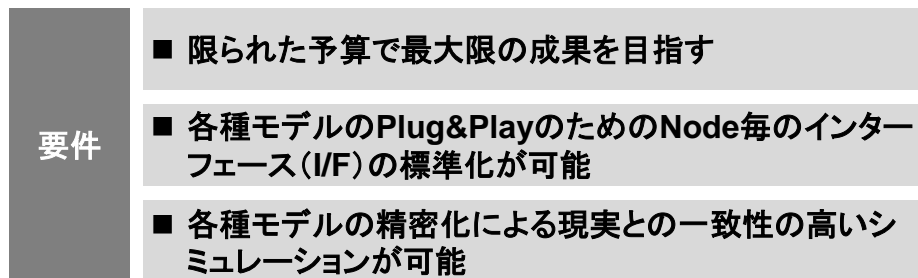 要件
■ 限られた予算で最大限の成果を目指す
■ 各種モデルのPlug&PlayのためのNode毎のインター
フェース（I/F）の標準化が可能
■ 各種モデルの精密化による現実との一致性の高いシ
ミュレーションが可能